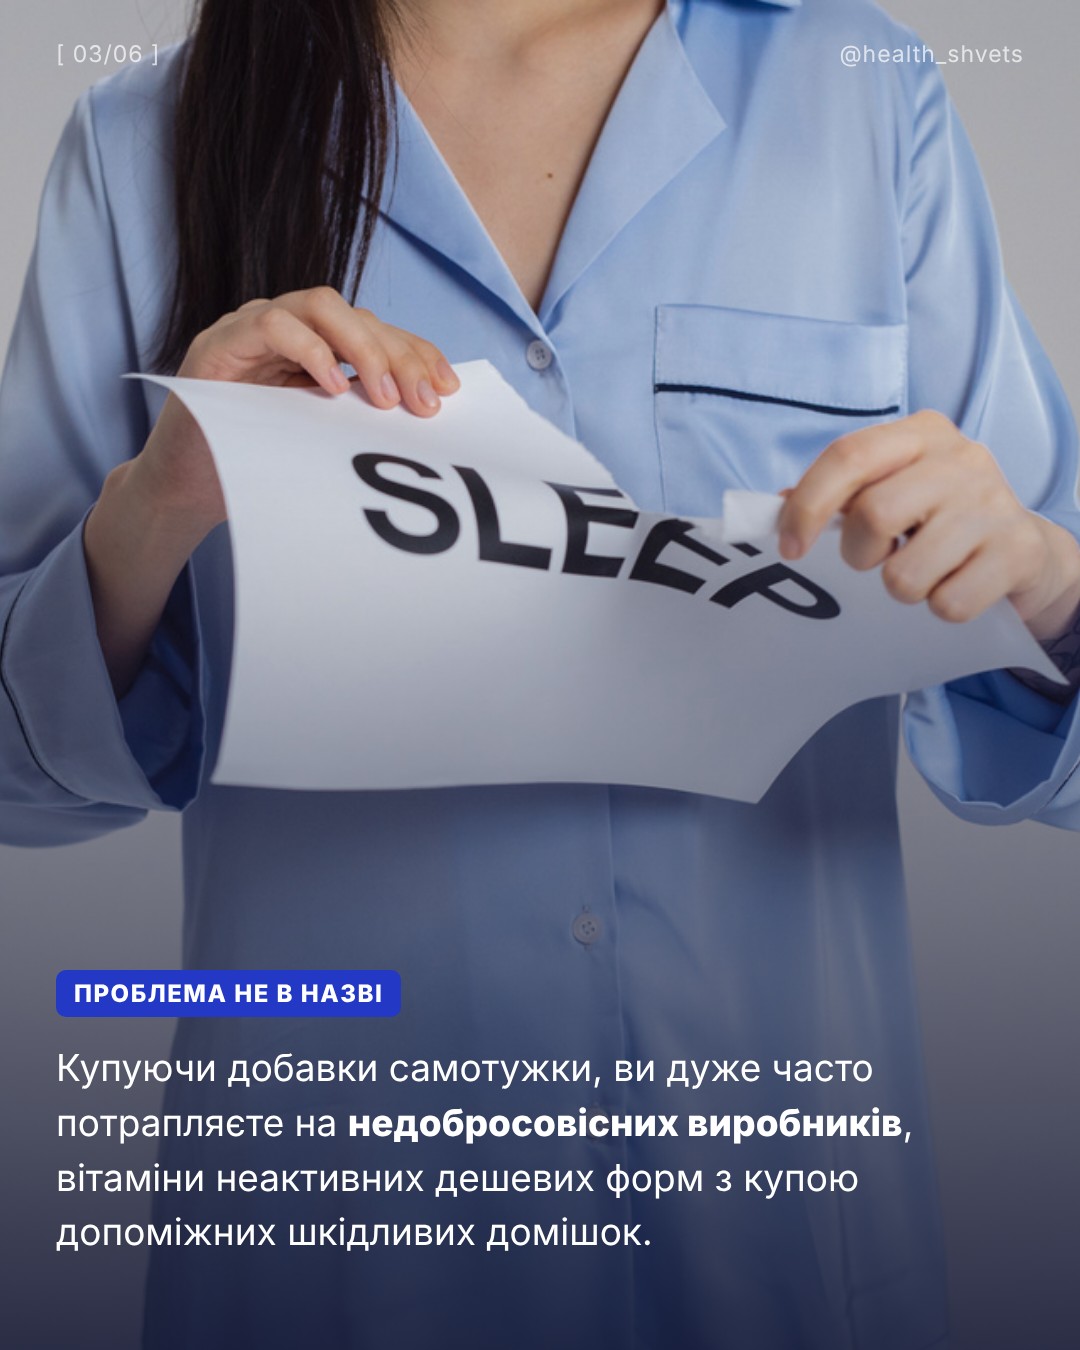 [ 03/06 ]
@health_shvets
SLEEP
ПРОБЛЕМА НЕ В НАЗВІ
Купуючи добавки самотужки, ви дуже часто
потрапляєте на недобросовісних виробників,
вітаміни неактивних дешевих форм з купою
допоміжних шкідливих домішок.